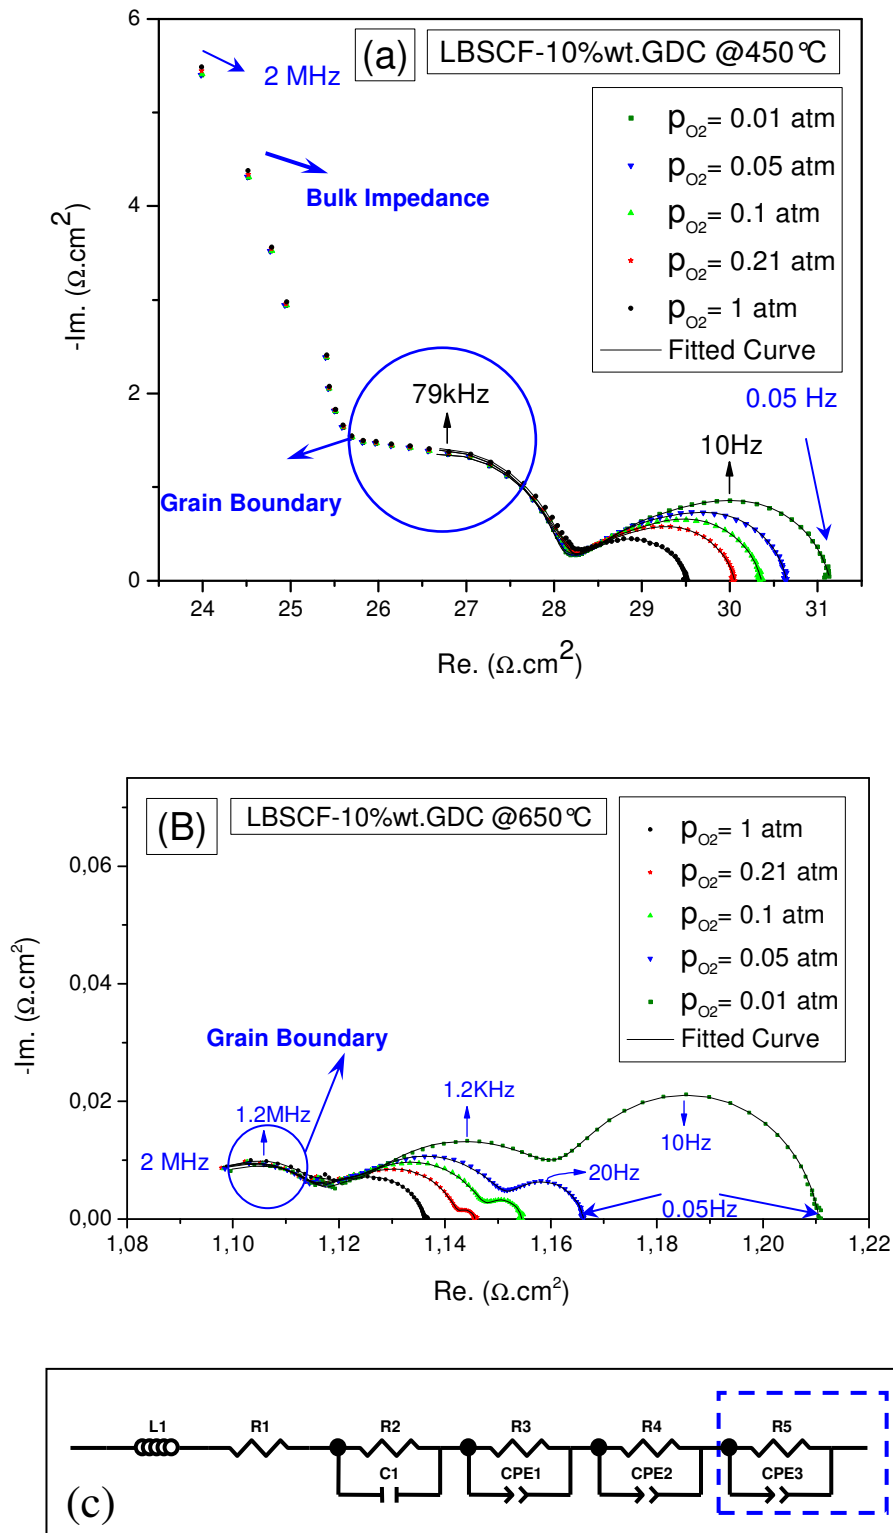 6
(a)
LBSCF-10%wt.GDC @450°C
2 MHz
pO2= 0.01 atm
pO2= 0.05 atm
pO2= 0.1 atm
pO2= 0.21 atm
pO2= 1 atm
Fitted Curve
Bulk Impedance
4
-Im. (Ω.cm2)
2
79kHz
0.05 Hz
10Hz
Grain Boundary
0
24 25 26 27 28 29 30 31
Re. (Ω.cm2)
(B)
LBSCF-10%wt.GDC @650°C
pO2= 1 atm
pO2= 0.21 atm
pO2= 0.1 atm
pO2= 0.05 atm
pO2= 0.01 atm
Fitted Curve
0,06
-Im. (Ω.cm2)
0,04
Grain Boundary
0,02
1.2MHz
1.2KHz
2 MHz
10Hz
20Hz
0.05Hz
0,00
1,08 1,10 1,12 1,14 1,16 1,18 1,20 1,22
Re. (Ω.cm2)
L1 R1 R2 R3 R4 R5
C1 CPE1 CPE2 CPE3
(c)